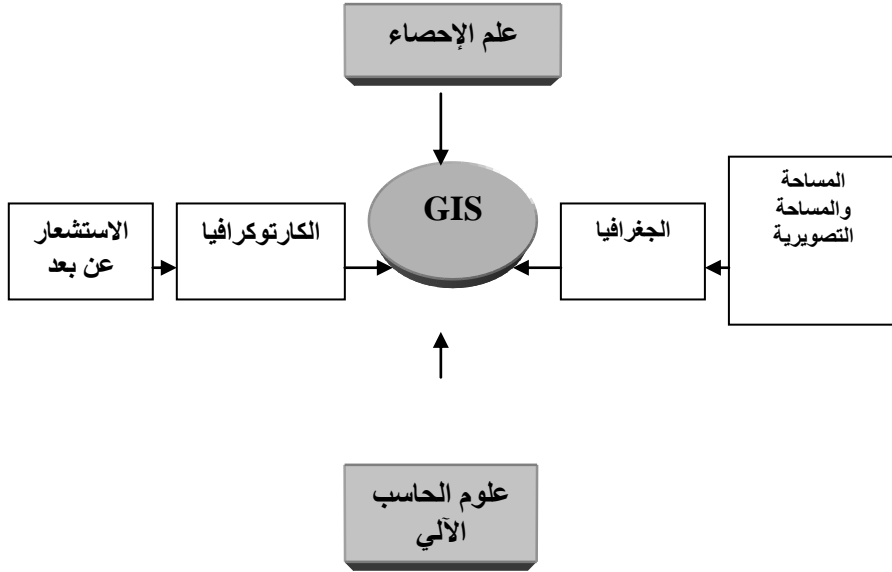 علم الإحصاء
GIS
المساحة
والمساحة
التصويرية
الجغرافيا
الكارتوكرافيا
الاستشعار
عن بعد
علوم الحاسب
الآلي